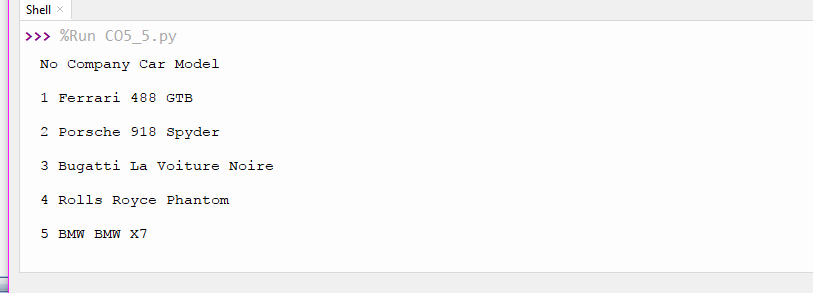 Shell ×
>>> %Run CO5_5.py
No Company Car Model
1 Ferrari 488 GTB
2 Porsche 918 Spyder
3 Bugatti La Voiture Noire
4 Rolls Royce Phantom
5 BMW BMW X7